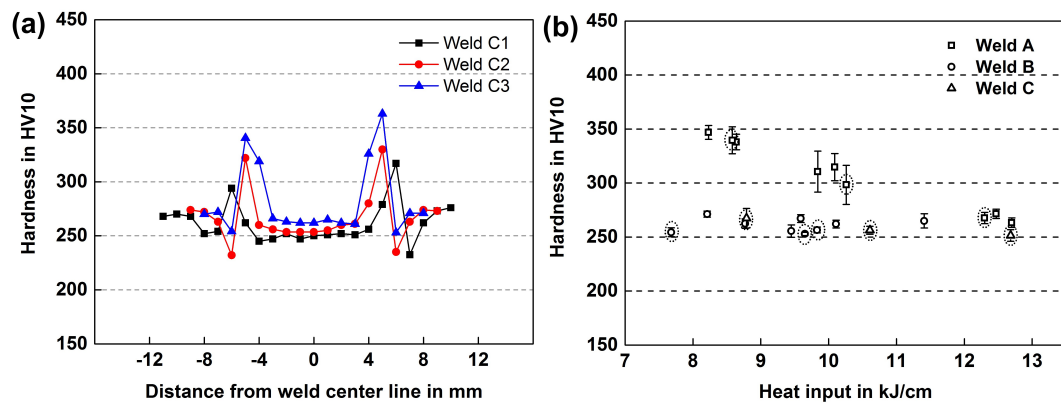 (a)
Hardness in HV10
450
400
350
300
250
200
150
-12
-8
-4
0
4
8
12
Distance from weld center line in mm
Weld C1
Weld C2
Weld C3
(b)
Hardness in HV10
450
400
350
300
250
200
150
7
8
9
10
11
12
13
Heat input in kJ/cm
Weld A
Weld B
Weld C